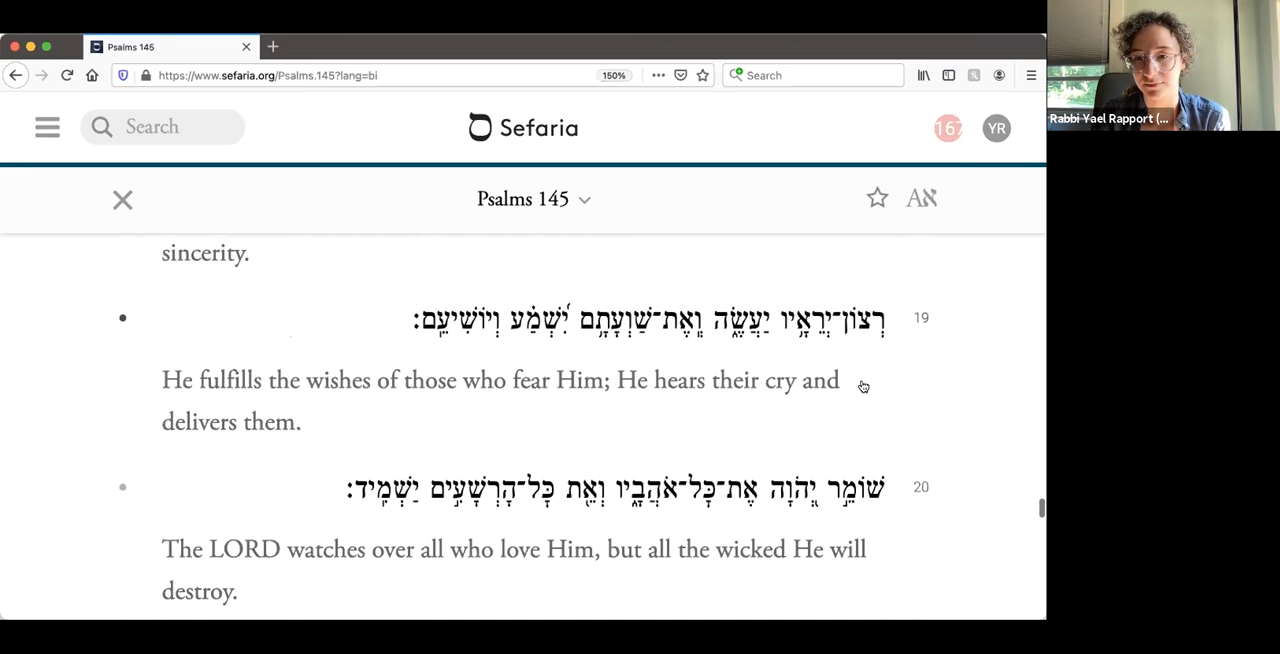 Psalms 145
https://www.sefaria.org/Psalms.145?lang=bi
150%
Search
Rabbi Yael Rapport (...
Search
Sefaria
167
YR
Psalms 145
Aא
sincerity.
19
רְצוֹן־יְרֵאָ֥יו יַעֲשֶׂ֑ה וְֽאֶת־שַׁוְעָתָ֥ם יִ֝שְׁמַ֗ע וְיוֹשִׁיעֵֽם׃
He fulfills the wishes of those who fear Him; He hears their cry and
delivers them.
20
שׁוֹמֵ֣ר יְ֭הֹוָה אֶת־כׇּל־אֹהֲבָ֑יו וְאֵ֖ת כׇּל־הָרְשָׁעִ֣ים יַשְׁמִֽיד׃
The LORD watches over all who love Him, but all the wicked He will
destroy.